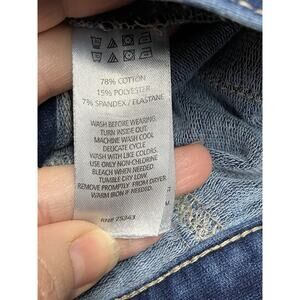 78% COTTON
15% POLYESTER
7% SPANDEX / ELASTANE
WASH BEFORE WEARING.
TURN INSIDE OUT.
MACHINE WASH COOL
DELICATE CYCLE
WASH WITH LIKE COLORS.
USE ONLY NON-CHLORINE
BLEACH WHEN NEEDED
TUMBLE DRY LOW.
REMOVE PROMPTLY FROM DRYER.
WARM IRON IF NEEDED.
RN# 75343